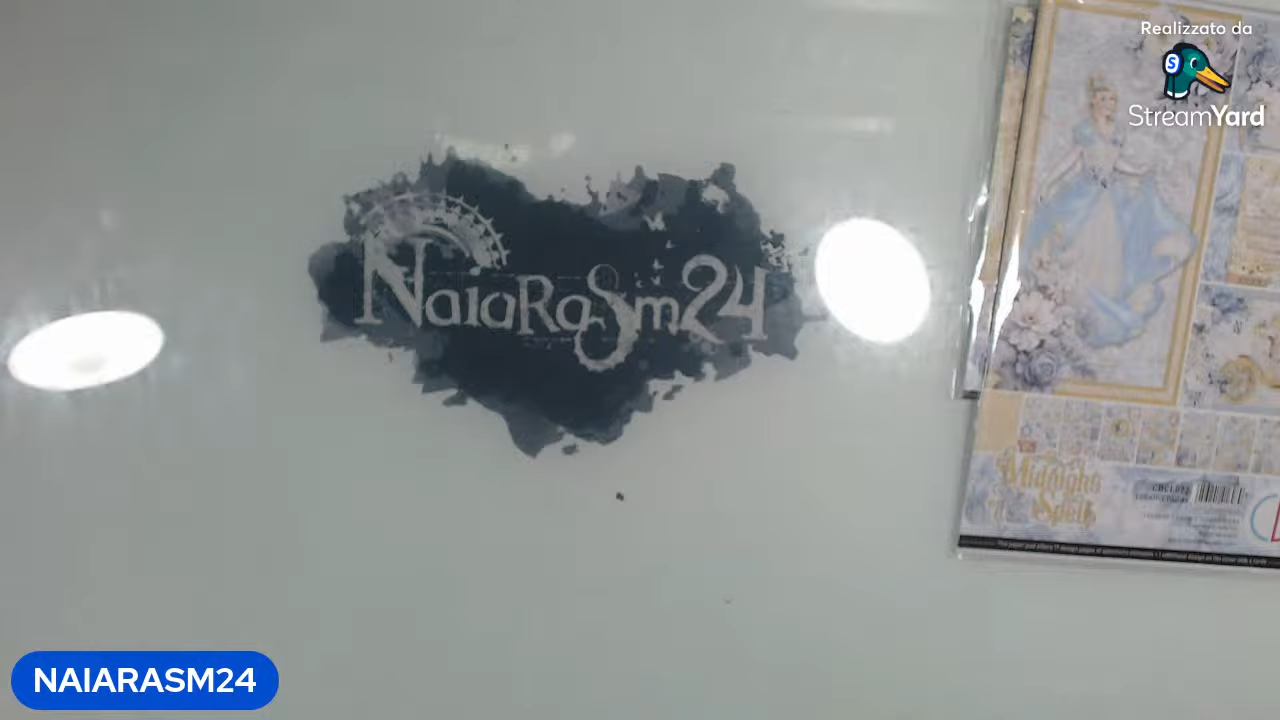 Realizzato da
StreamYard
NaiaRaSm24
Midnight
Spell
NAIARASM24